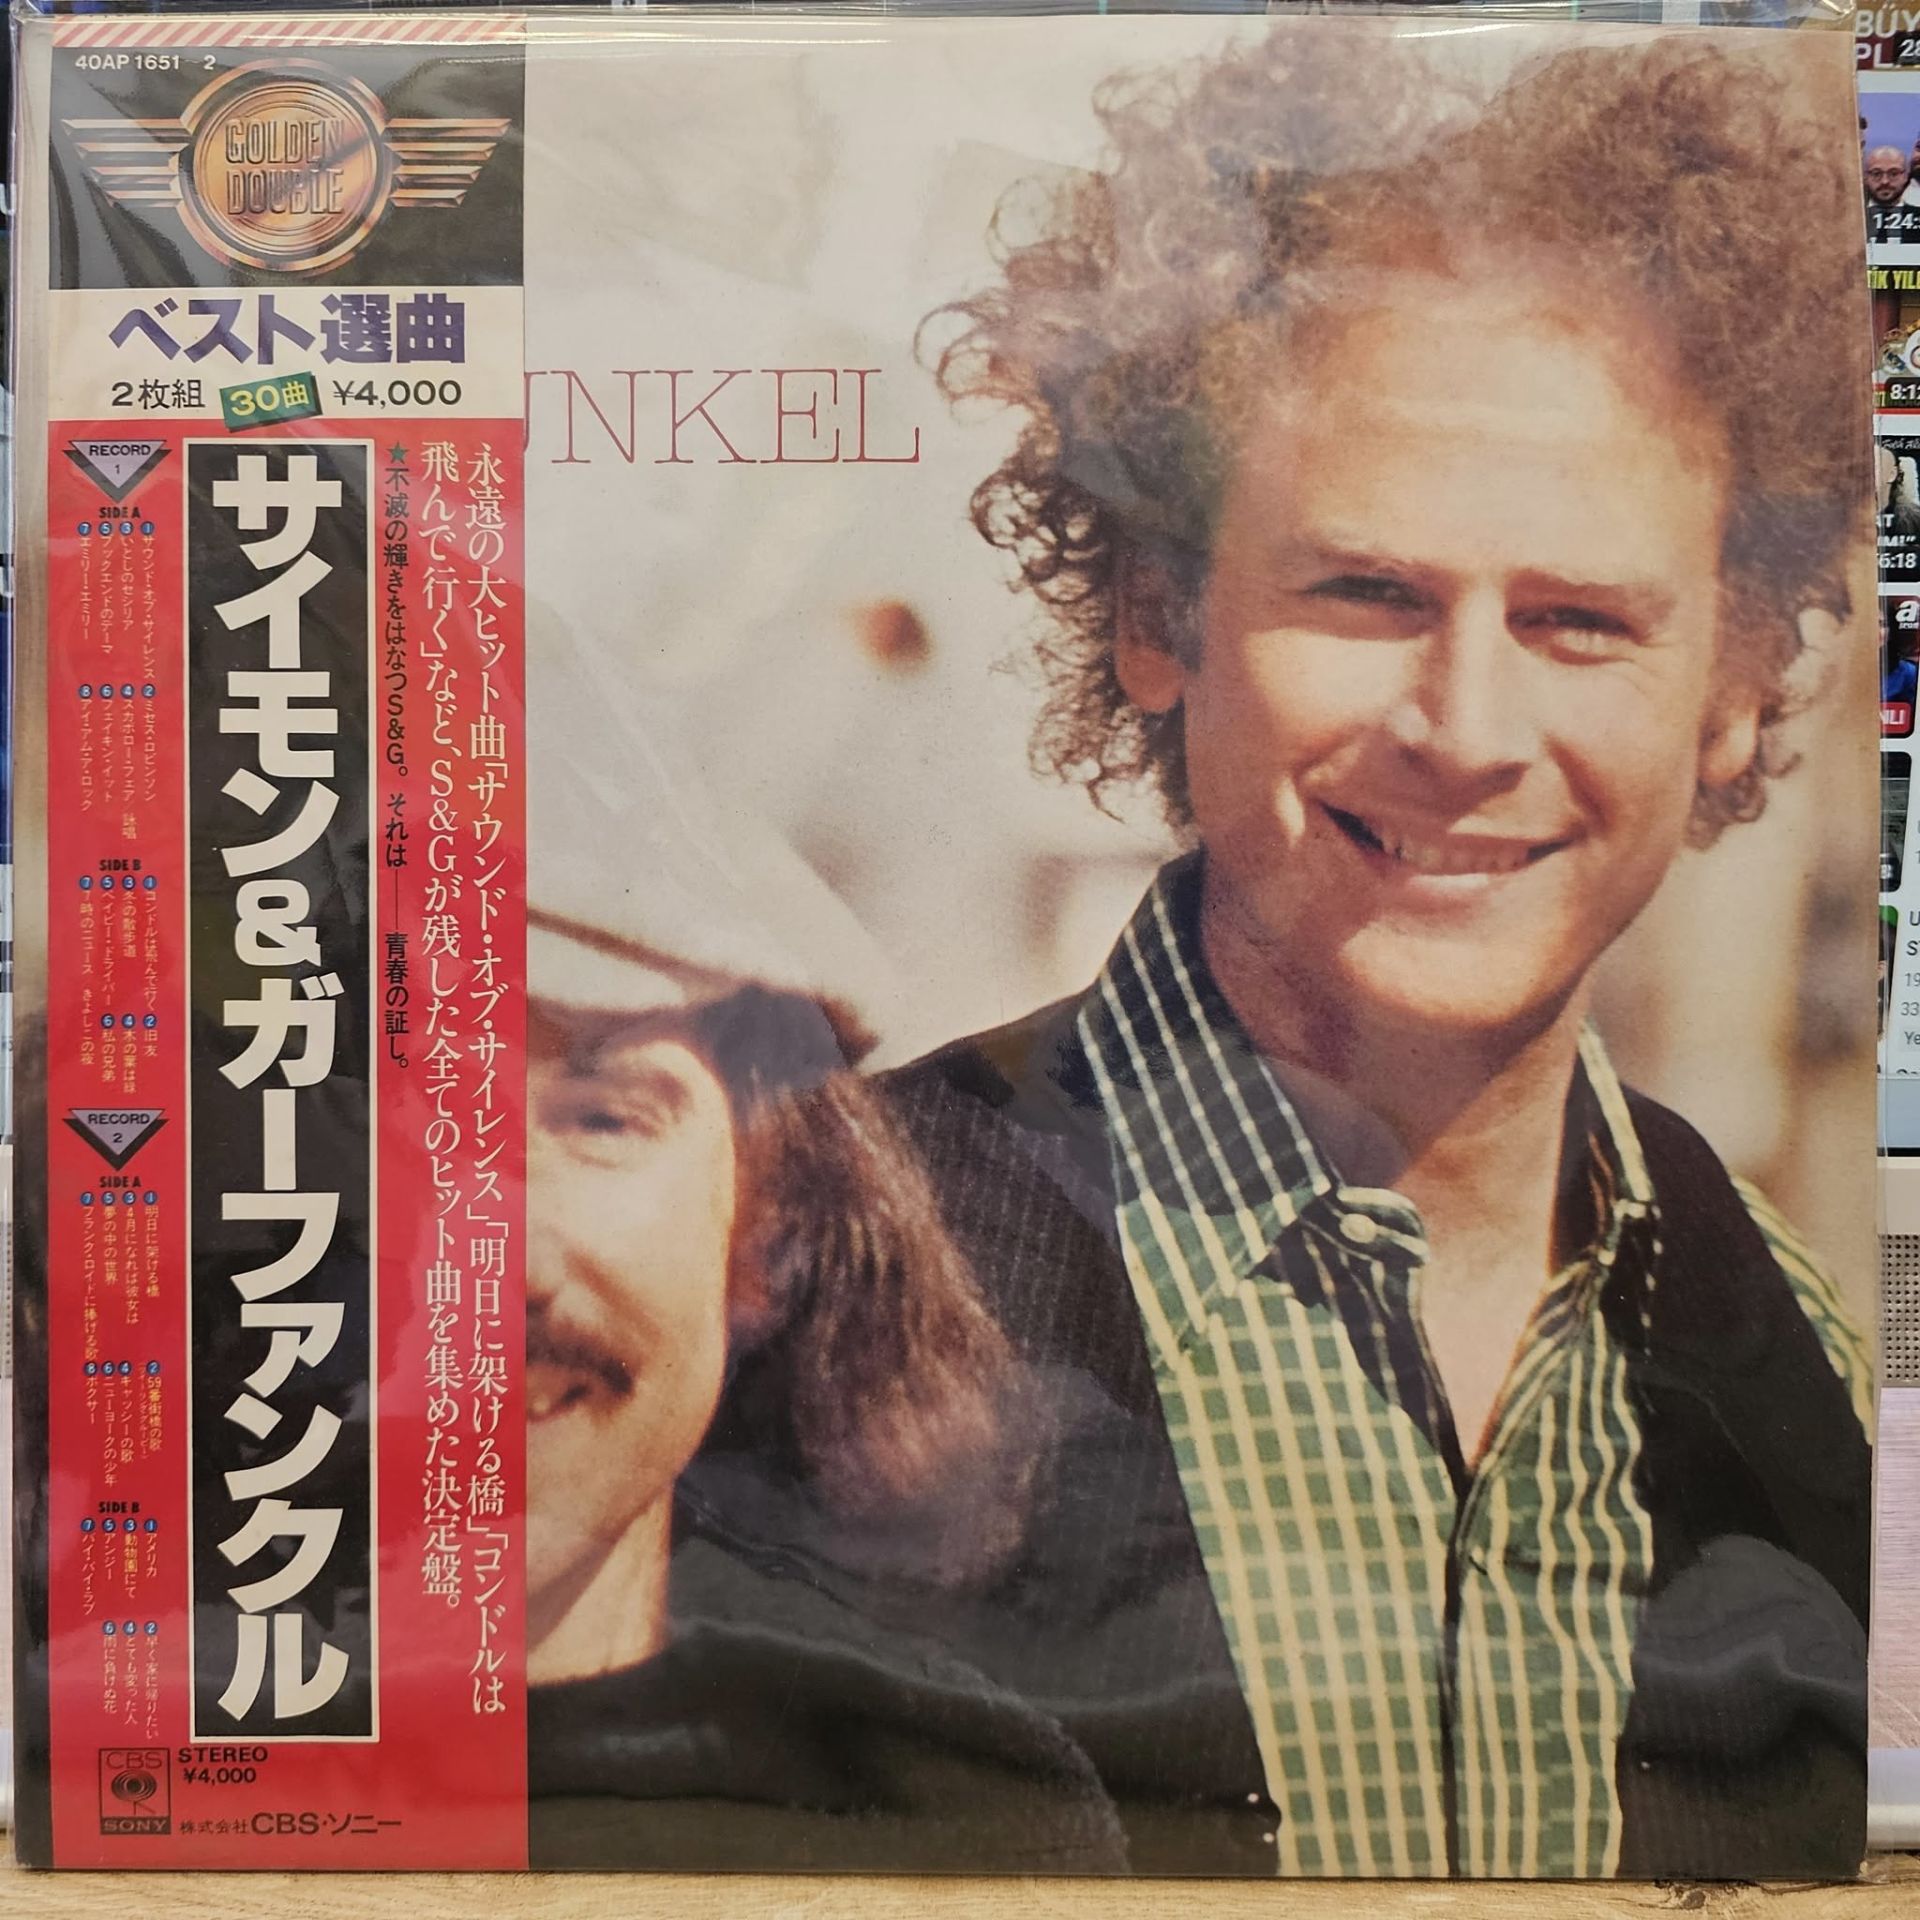 40AP 1651~2
GOLDEN
DOUBLE
ベスト選曲
2枚組 30曲 ¥4,000
UNKEL
永遠の大ヒット曲「サウンド・オブ・サイレンス」「明日に架ける橋」「コンドルは
飛んで行く」など、S&Gが残した全てのヒット曲を集めた決定盤。
★不滅の輝きをはなつS&G。それは——青春の証し。
サイモン&ガーファンクル
RECORD
1
SIDE A
1 サウンド・オブ・サイレンス
2 ミセス・ロビンソン
3 いとしのセシリア
4 スカボロー・フェア/詠唱
5 ブックエンドのテーマ
6 フェイキン・イット
7 エミリー・エミリー
8 アイ・アム・ア・ロック
SIDE B
1 コンドルは飛んで行く
2 旧友
3 冬の散歩道
4 木の葉は緑
5 ベイビー・ドライバー
6 私の兄弟
7 7時のニュース きよしこの夜
RECORD
2
SIDE A
1 明日に架ける橋
2 59番街橋の歌
3 4月になれば彼女は
4 キャッシーの歌
5 夢の中の世界
6 ニューヨークの少年
7 フランク・ロイドに捧げる歌
8 ボクサー
SIDE B
1 アメリカ
2 早く家に帰りたい
3 動物園にて
4 とても変った人
5 アンジー
6 雨に負けぬ花
7 バイ・バイ・ラブ
CBS
SONY
STEREO
¥4,000
株式会社CBS・ソニー
BÜY
PL
28
1:24:
8:1
6:18
NLI